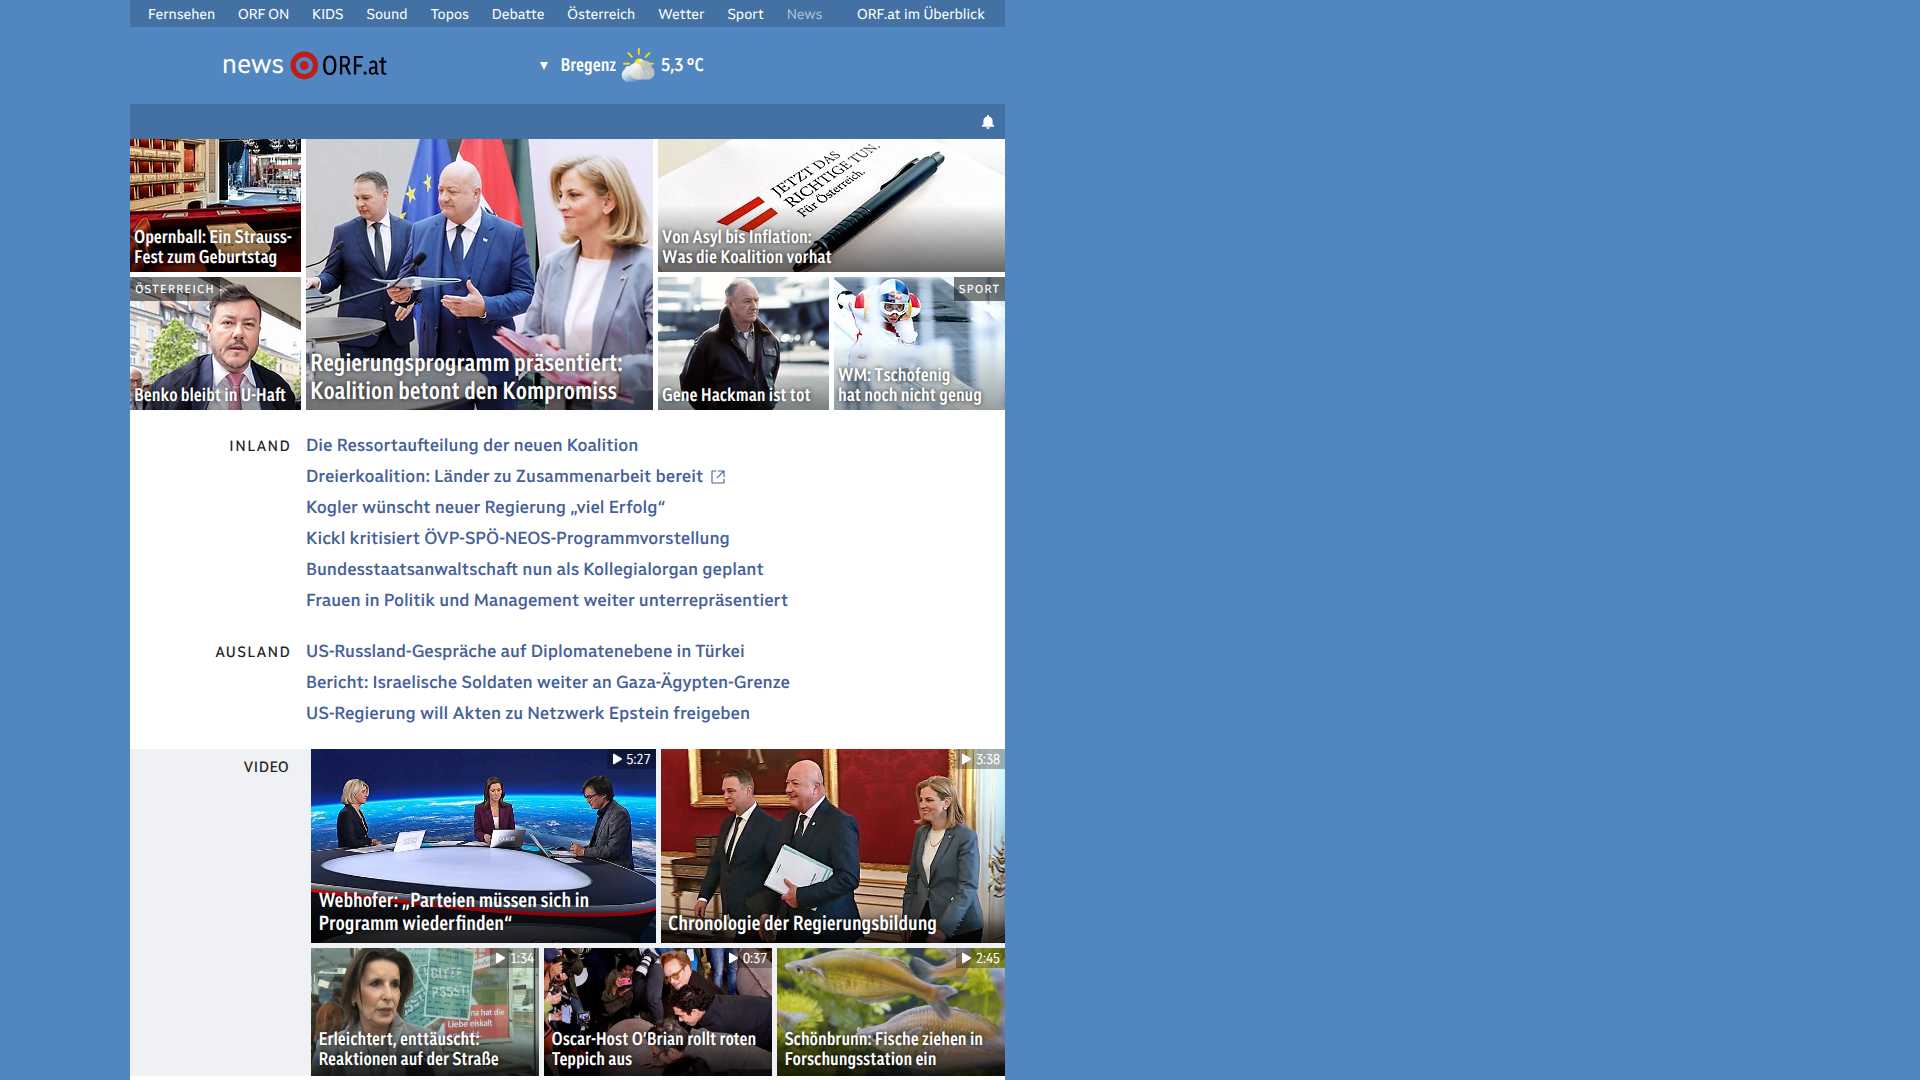 Fernsehen ORF ON KIDS Sound Topos Debatte Österreich Wetter Sport News ORF.at im Überblick
news ORF.at
▼ Bregenz 5,3 °C
Opernball: Ein Strauss-
Fest zum Geburtstag
ÖSTERREICH
Benko bleibt in U-Haft
Regierungsprogramm präsentiert:
Koalition betont den Kompromiss
JETZT DAS
RICHTIGE TUN.
Für Österreich.
Von Asyl bis Inflation:
Was die Koalition vorhat
Gene Hackman ist tot
SPORT
WM: Tschofenig
hat noch nicht genug
INLAND
Die Ressortaufteilung der neuen Koalition
Dreierkoalition: Länder zu Zusammenarbeit bereit
Kogler wünscht neuer Regierung „viel Erfolg“
Kickl kritisiert ÖVP-SPÖ-NEOS-Programmvorstellung
Bundesstaatsanwaltschaft nun als Kollegialorgan geplant
Frauen in Politik und Management weiter unterrepräsentiert
AUSLAND
US-Russland-Gespräche auf Diplomatenebene in Türkei
Bericht: Israelische Soldaten weiter an Gaza-Ägypten-Grenze
US-Regierung will Akten zu Netzwerk Epstein freigeben
VIDEO
5:27
Webhofer: „Parteien müssen sich in
Programm wiederfinden“
3:38
Chronologie der Regierungsbildung
1:34
na hat die
Liebe eiskalt
Erleichtert, enttäuscht:
Reaktionen auf der Straße
0:37
Oscar-Host O’Brian rollt roten
Teppich aus
2:45
Schönbrunn: Fische ziehen in
Forschungsstation ein